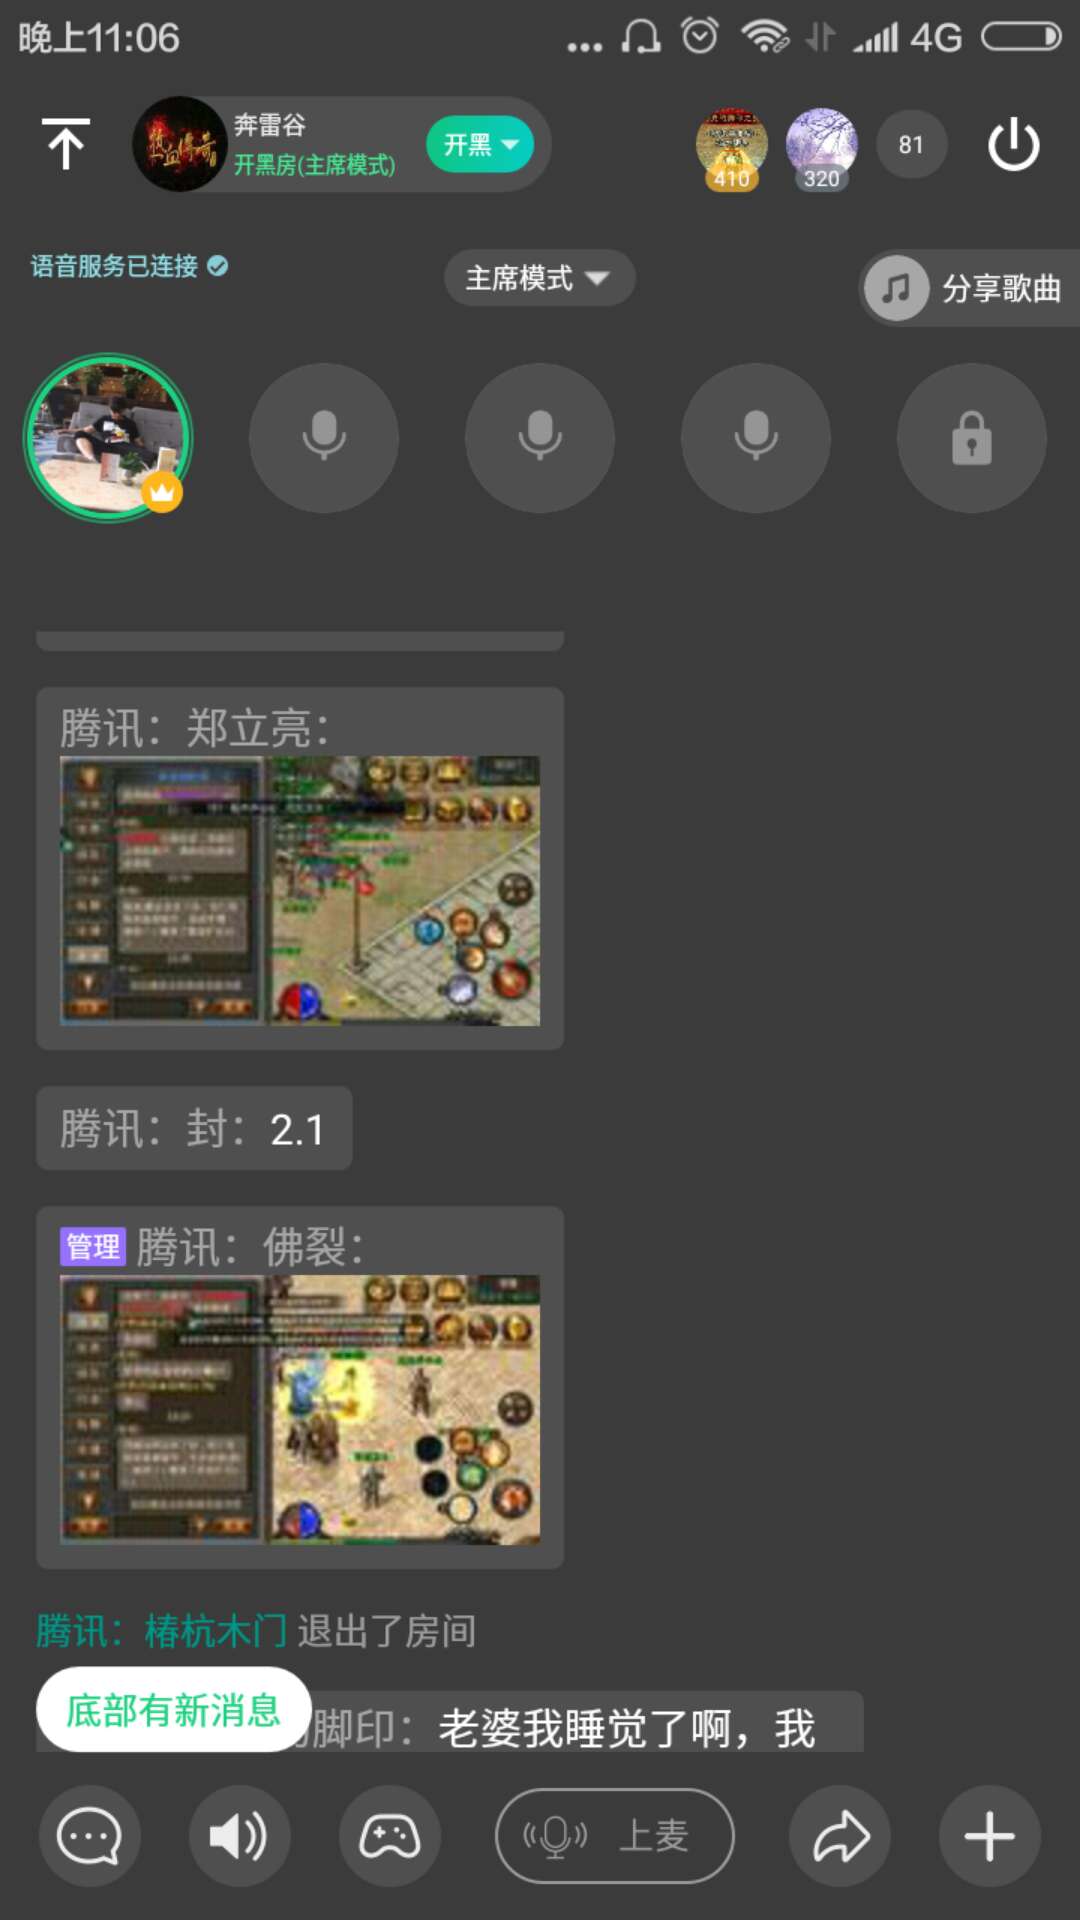 晚上11:06
4G
奔雷谷
开黑房(主席模式)
开黑
410
320
81
语音服务已连接
主席模式
分享歌曲
腾讯：郑立亮：
腾讯：封：2.1
管理 腾讯：佛裂：
腾讯：椿杭木门 退出了房间
底部有新消息
脚印：老婆我睡觉了啊，我
上麦